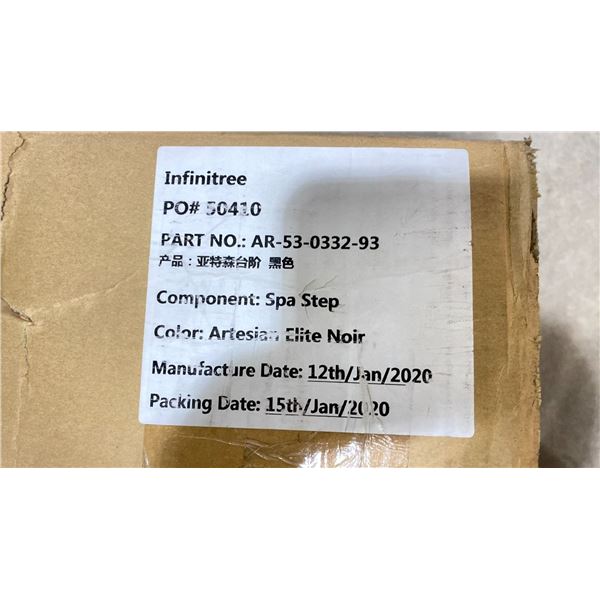 Infinitree
PO# 50410
PART NO.: AR-53-0332-93
产品：亚特森台阶 黑色
Component: Spa Step
Color: Artesian Elite Noir
Manufacture Date: 12th/Jan/2020
Packing Date: 15th/Jan/2020